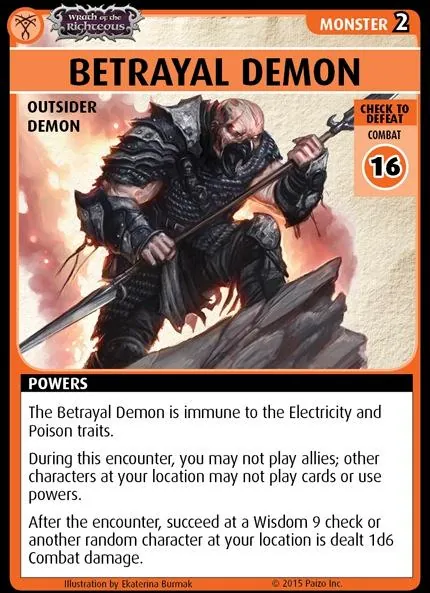 Wrath of the
Righteous
MONSTER 2
BETRAYAL DEMON
OUTSIDER
DEMON
CHECK TO
DEFEAT
COMBAT
16
POWERS
The Betrayal Demon is immune to the Electricity and
Poison traits.
During this encounter, you may not play allies; other
characters at your location may not play cards or use
powers.
After the encounter, succeed at a Wisdom 9 check or
another random character at your location is dealt 1d6
Combat damage.
Illustration by Ekaterina Burmak
© 2015 Paizo Inc.